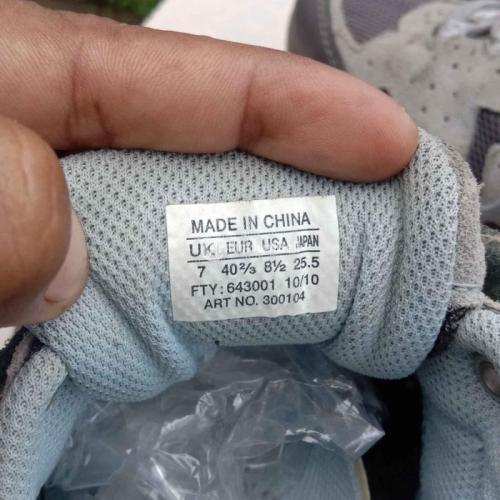 MADE IN CHINA
UK EUR USA JAPAN
7 40⅔ 8½ 25.5
FTY: 643001 10/10
ART NO. 300104